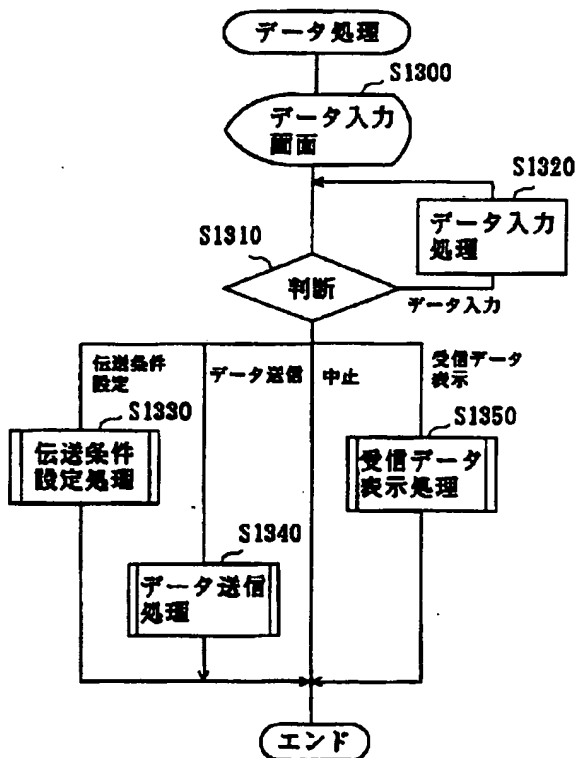 データ処理
S1300
データ入力
画面
S1320
データ入力
処理
S1310
判断
データ入力
伝送条件
設定
データ送信
中止
受信データ
表示
S1330
伝送条件
設定処理
S1350
受信データ
表示処理
S1340
データ送信
処理
エンド